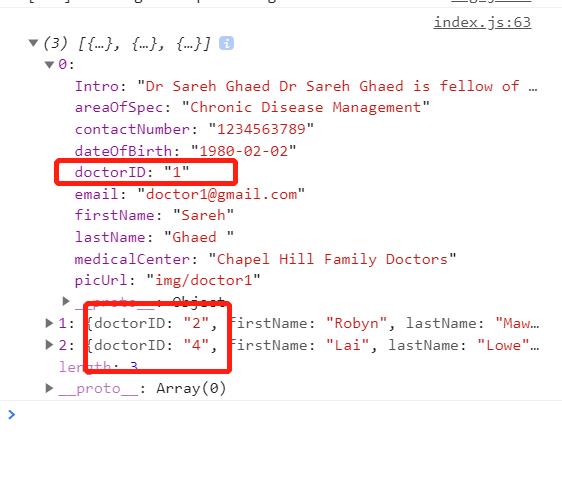 index.js:63
(3) [{…}, {…}, {…}] i
0:
Intro: "Dr Sareh Ghaed Dr Sareh Ghaed is fellow of …
areaOfSpec: "Chronic Disease Management"
contactNumber: "1234563789"
dateOfBirth: "1980-02-02"
doctorID: "1"
email: "doctor1@gmail.com"
firstName: "Sareh"
lastName: "Ghaed "
medicalCenter: "Chapel Hill Family Doctors"
picUrl: "img/doctor1"
__proto__: Object
1: {doctorID: "2", firstName: "Robyn", lastName: "Maw…
2: {doctorID: "4", firstName: "Lai", lastName: "Lowe"…
length: 3
__proto__: Array(0)
>